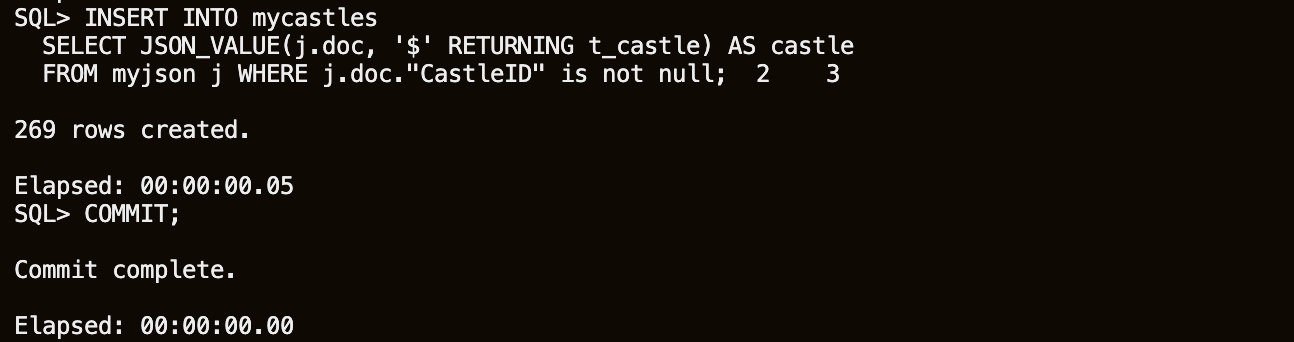 SQL> INSERT INTO mycastles
  SELECT JSON_VALUE(j.doc, '$' RETURNING t_castle) AS castle
  FROM myjson j WHERE j.doc."CastleID" is not null;  2    3
269 rows created.
Elapsed: 00:00:00.05
SQL> COMMIT;
Commit complete.
Elapsed: 00:00:00.00